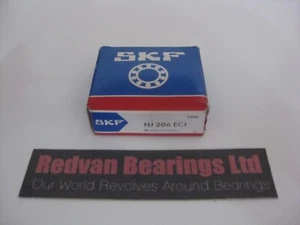 SKF
SKF
NJ 206 ECJ
Redvan Bearings Ltd
Our World Revolves Around Bearings